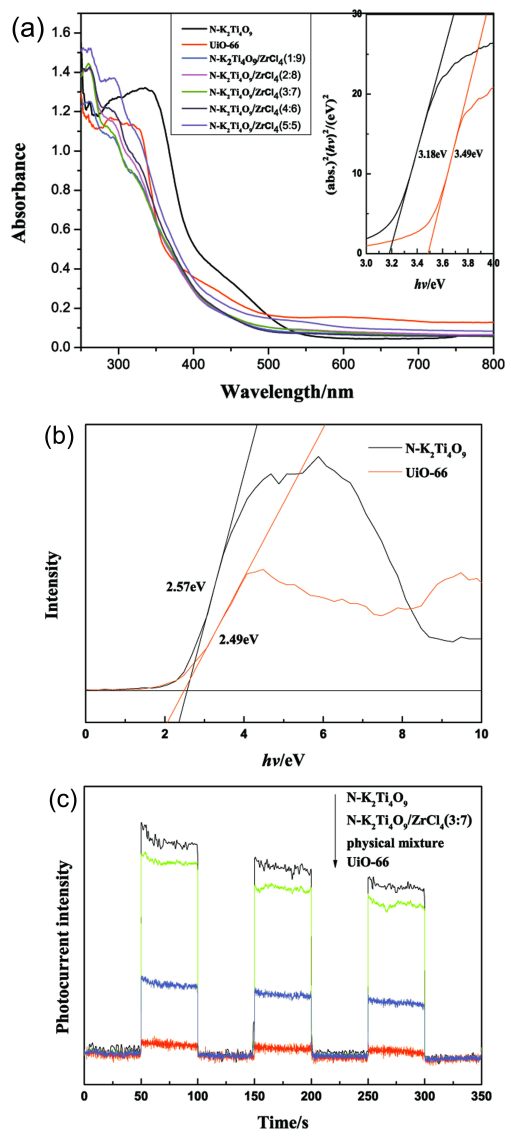 (a)
N-K2Ti4O9
UiO-66
N-K2Ti4O9/ZrCl4(1:9)
N-K2Ti4O9/ZrCl4(2:8)
N-K2Ti4O9/ZrCl4(3:7)
N-K2Ti4O9/ZrCl4(4:6)
N-K2Ti4O9/ZrCl4(5:5)
Absorbance
1.8
1.6
1.4
1.2
1.0
0.8
0.6
0.4
0.2
0.0
300 400 500 600 700 800
Wavelength/nm
(abs.)²(hv)²/(eV)²
30
25
20
15
10
5
0
3.18eV
3.49eV
3.0 3.2 3.4 3.6 3.8 4.0
hv/eV
(b)
N-K2Ti4O9
UiO-66
Intensity
2.57eV
2.49eV
0 2 4 6 8 10
hv/eV
(c)
N-K2Ti4O9
N-K2Ti4O9/ZrCl4(3:7)
physical mixture
UiO-66
Photocurrent intensity
0 50 100 150 200 250 300 350
Time/s